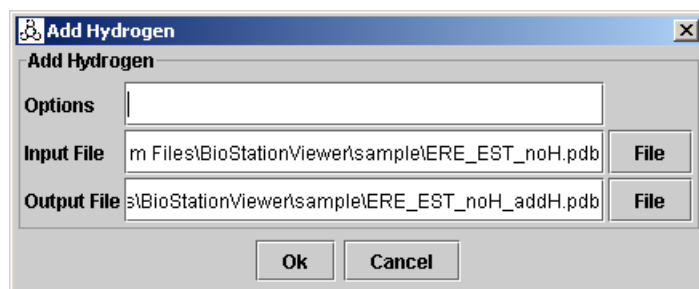 Add Hydrogen
Add Hydrogen
Options
Input File m Files\BioStationViewer\sample\ERE_EST_noH.pdb File
Output File s\BioStationViewer\sample\ERE_EST_noH_addH.pdb File
Ok Cancel